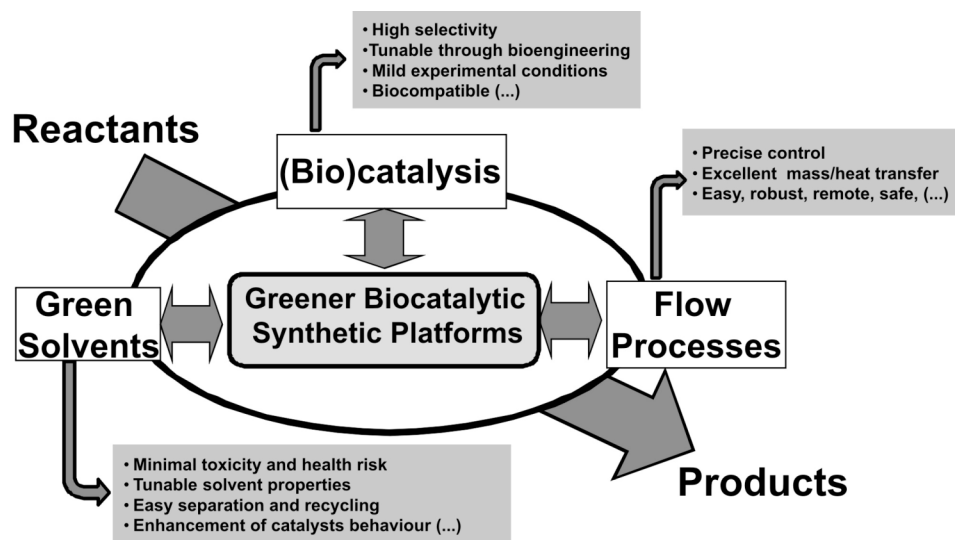 • High selectivity
• Tunable through bioengineering
• Mild experimental conditions
• Biocompatible (...)
Reactants
(Bio)catalysis
• Precise control
• Excellent mass/heat transfer
• Easy, robust, remote, safe, (...)
Green
Solvents
Greener Biocatalytic
Synthetic Platforms
Flow
Processes
• Minimal toxicity and health risk
• Tunable solvent properties
• Easy separation and recycling
• Enhancement of catalysts behaviour (...)
Products